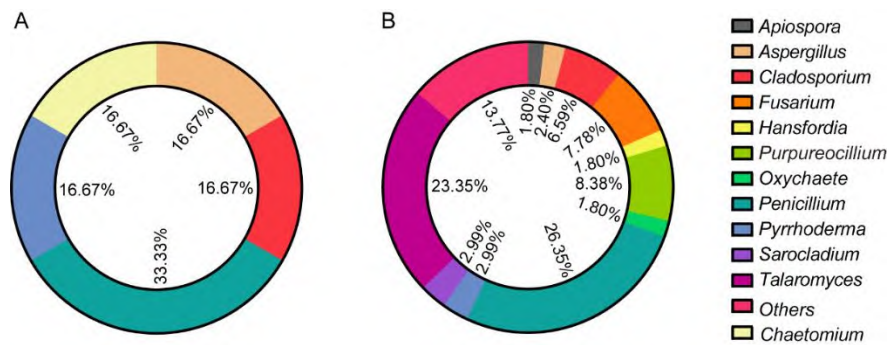 A
16.67%
16.67%
16.67%
16.67%
33.33%
B
1.80%
2.40%
6.59%
7.78%
1.80%
8.38%
1.80%
26.35%
2.99%
2.99%
23.35%
13.77%
Apiospora
Aspergillus
Cladosporium
Fusarium
Hansfordia
Purpureocillium
Oxychaete
Penicillium
Pyrrhoderma
Sarocladium
Talaromyces
Others
Chaetomium